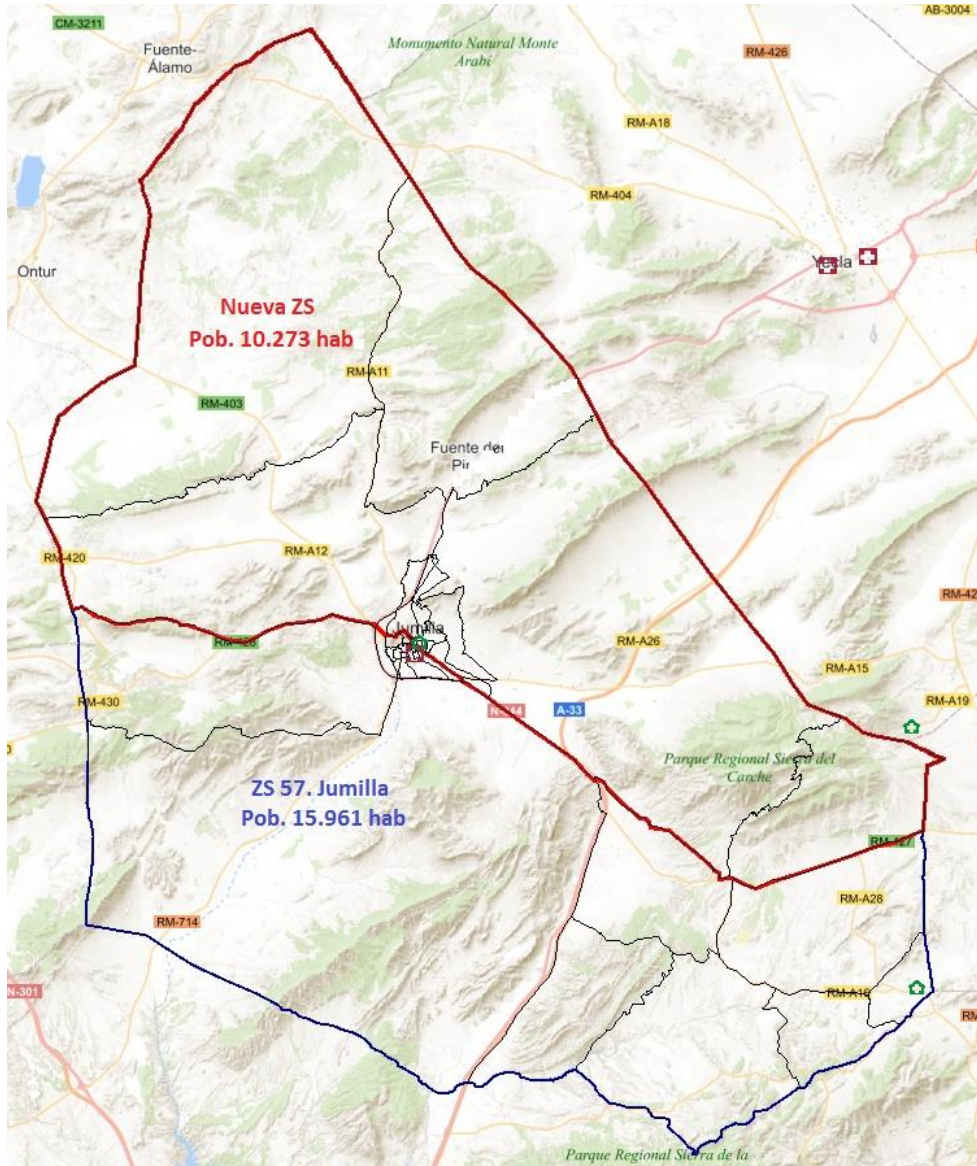 CM-3211
AB-3004
Fuente-
Álamo
Monumento Natural Monte
Arabí
RM-426
RM-A18
RM-404
Yecla
Ontur
Nueva ZS
Pob. 10.273 hab
RM-A11
RM-403
Fuente del
RM-420
RM-A12
Jumilla
RM-A26
RM-A15
RM-430
RM-A19
A-33
Parque Regional Sierra del
Carche
ZS 57. Jumilla
Pob. 15.961 hab
RM-427
RM-A28
RM-714
N-301
RM-A16
Parque Regional Sierra de la